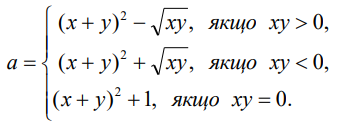 (x + y)² − √xy, якщо xy > 0,
a = { (x + y)² + √xy, якщо xy < 0,
(x + y)² + 1, якщо xy = 0.